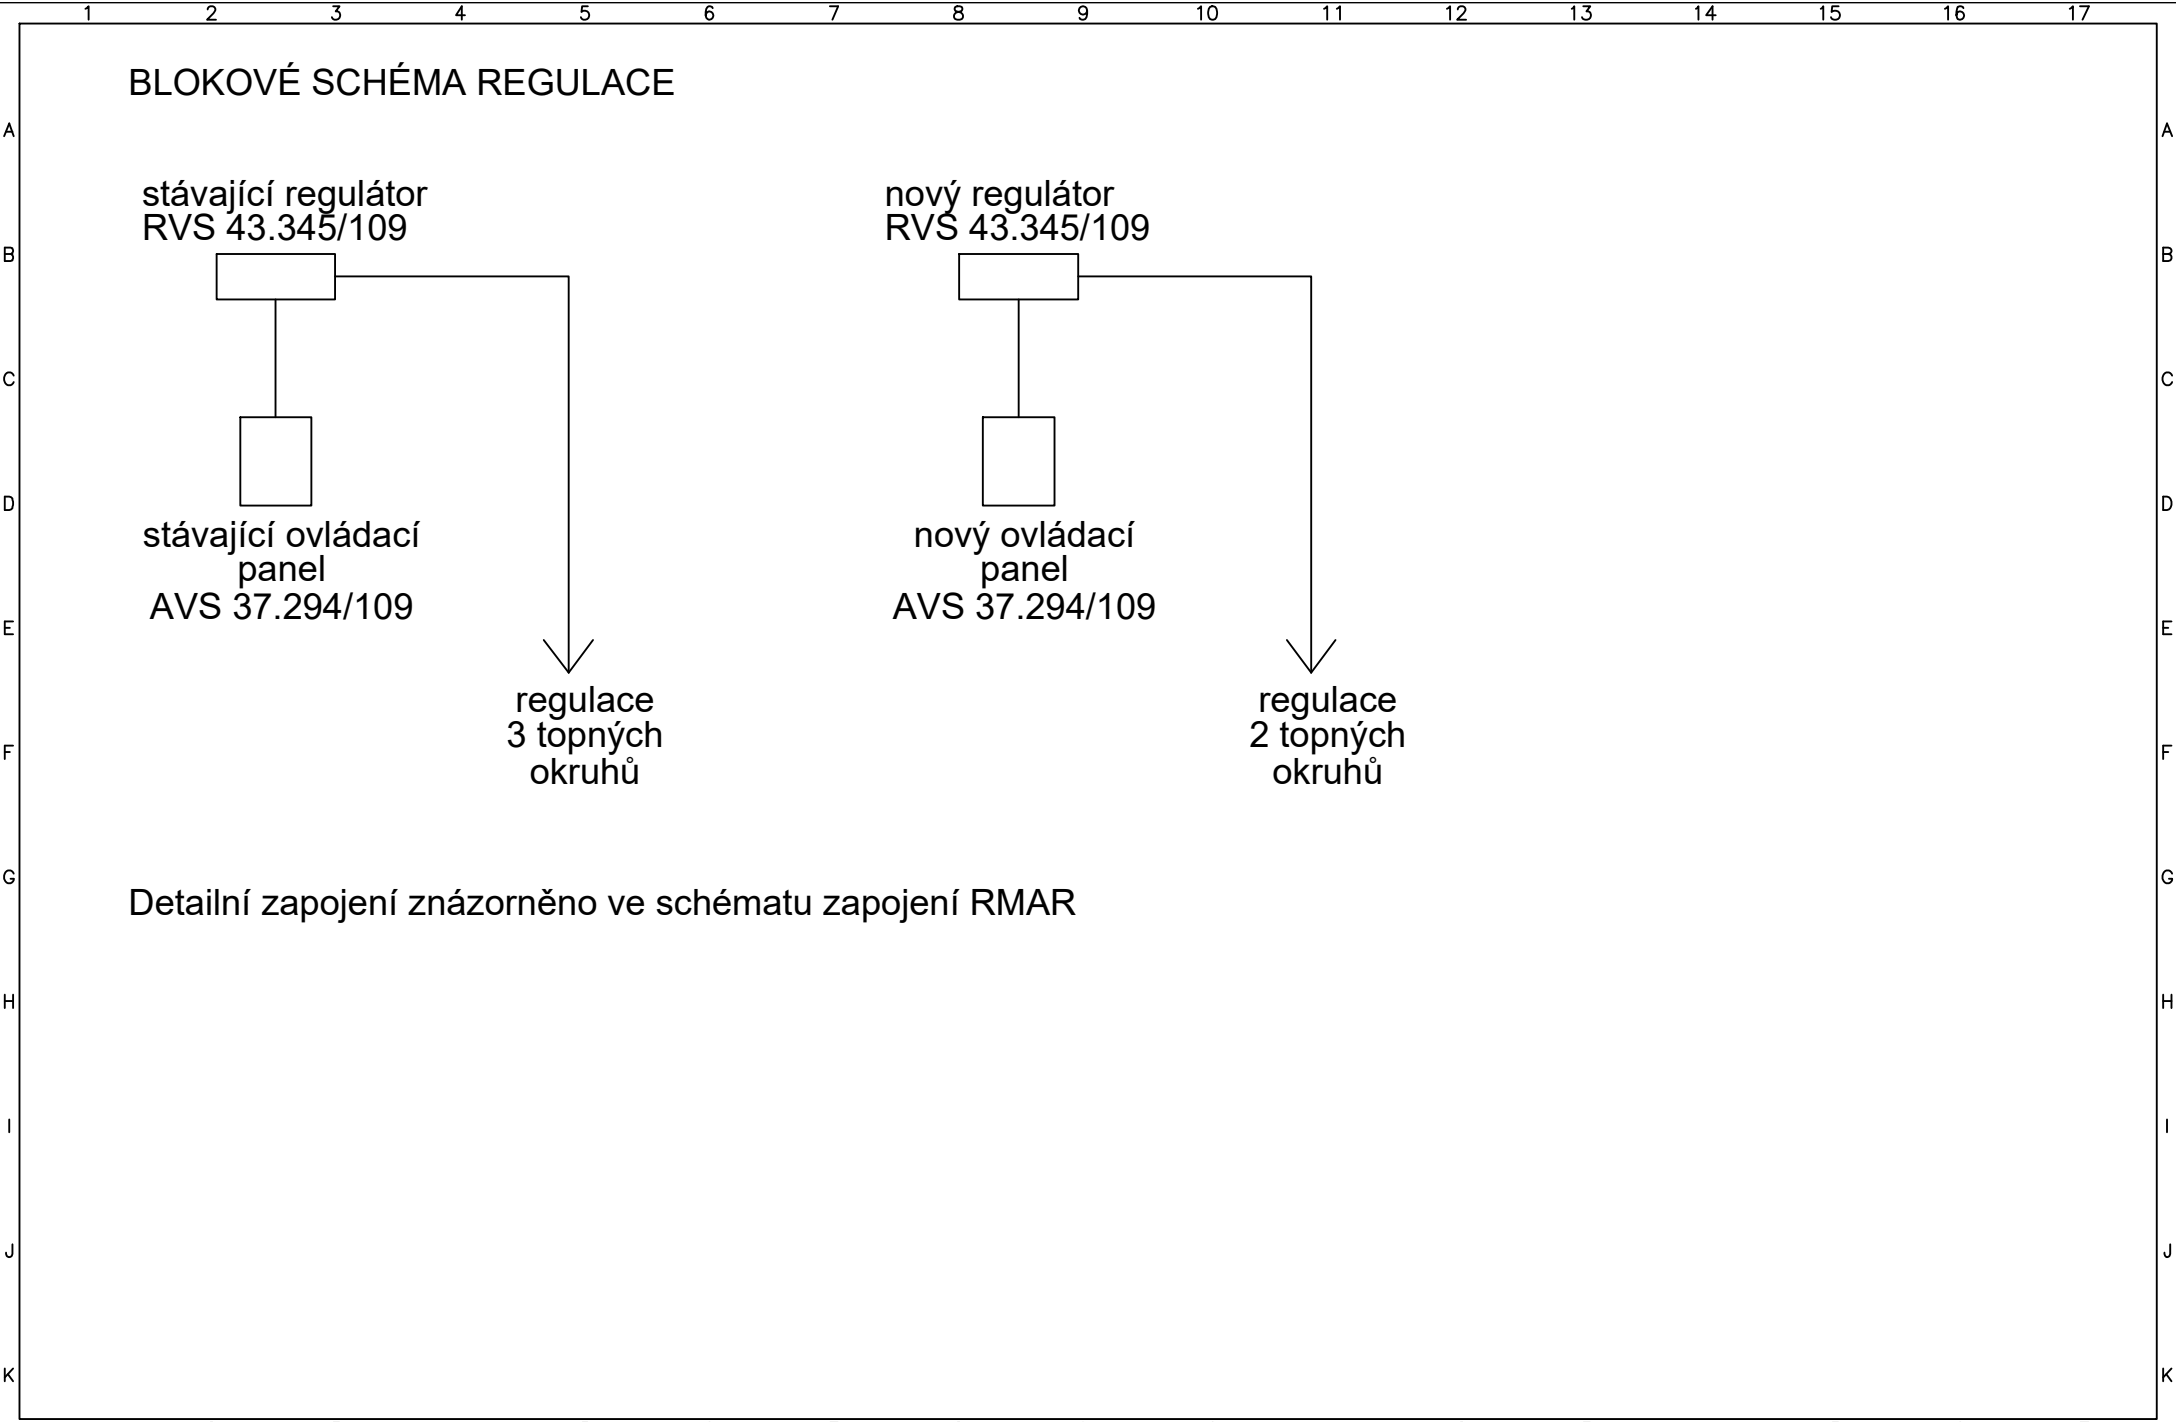 1 2 3 4 5 6 7 8 9 10 11 12 13 14 15 16 17
BLOKOVÉ SCHÉMA REGULACE
A A
stávající regulátor
RVS 43.345/109
nový regulátor
RVS 43.345/109
B B
C C
D D
stávající ovládací
panel
AVS 37.294/109
nový ovládací
panel
AVS 37.294/109
E E
regulace
3 topných
okruhů
regulace
2 topných
okruhů
F F
G G
Detailní zapojení znázorněno ve schématu zapojení RMAR
H H
I I
J J
K K